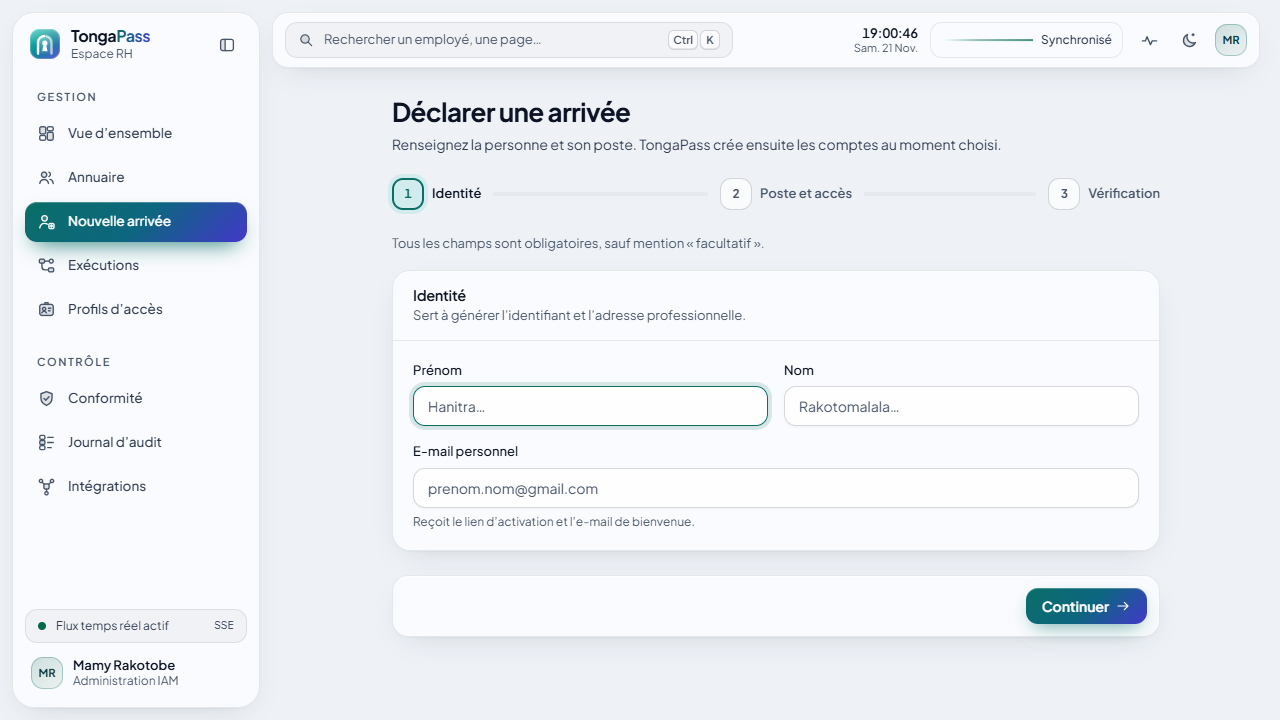 TongaPass
Espace RH
GESTION
Vue d’ensemble
Annuaire
Nouvelle arrivée
Exécutions
Profils d’accès
CONTRÔLE
Conformité
Journal d’audit
Intégrations
Flux temps réel actif SSE
MR Mamy Rakotobe
Administration IAM
Rechercher un employé, une page… Ctrl K
19:00:46
Sam. 21 Nov.
Synchronisé
MR
Déclarer une arrivée
Renseignez la personne et son poste. TongaPass crée ensuite les comptes au moment choisi.
1 Identité 2 Poste et accès 3 Vérification
Tous les champs sont obligatoires, sauf mention « facultatif ».
Identité
Sert à générer l’identifiant et l’adresse professionnelle.
Prénom Nom
Hanitra… Rakotomalala…
E-mail personnel
prenom.nom@gmail.com
Reçoit le lien d’activation et l’e-mail de bienvenue.
Continuer →